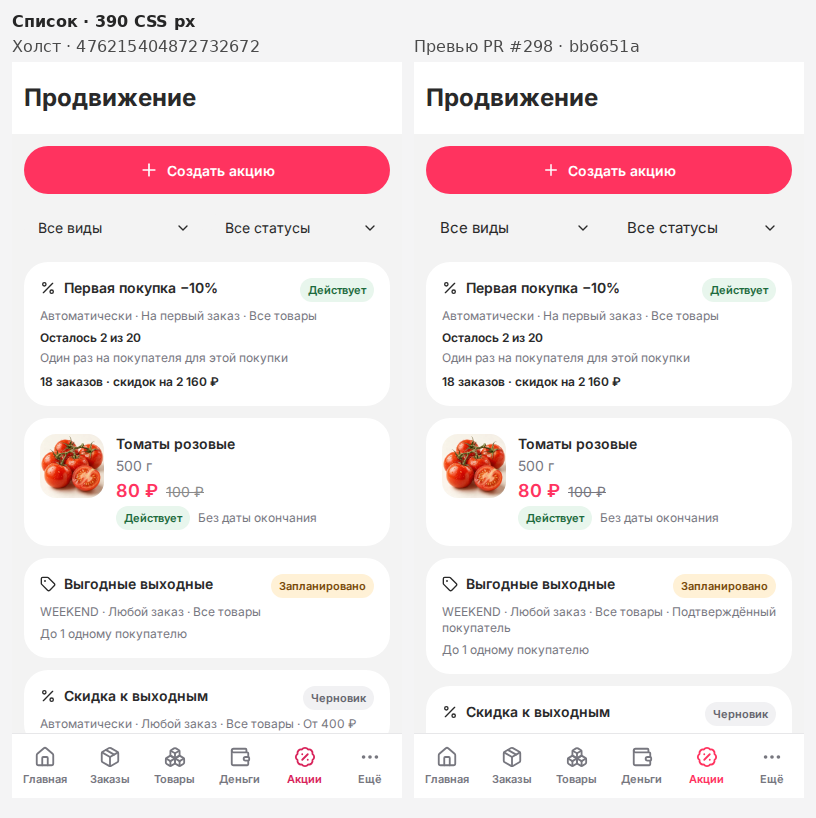 Список · 390 CSS px
Холст · 476215404872732672
Продвижение
Создать акцию
Все виды
Все статусы
Первая покупка −10%
Действует
Автоматически · На первый заказ · Все товары
Осталось 2 из 20
Один раз на покупателя для этой покупки
18 заказов · скидок на 2 160 ₽
Томаты розовые
500 г
80 ₽ 100 ₽
Действует Без даты окончания
Выгодные выходные
Запланировано
WEEKEND · Любой заказ · Все товары
До 1 одному покупателю
Скидка к выходным
Черновик
Автоматически · Любой заказ · Все товары · От 400 ₽
Главная Заказы Товары Деньги Акции Ещё
Превью PR #298 · bb6651a
Продвижение
Создать акцию
Все виды
Все статусы
Первая покупка −10%
Действует
Автоматически · На первый заказ · Все товары
Осталось 2 из 20
Один раз на покупателя для этой покупки
18 заказов · скидок на 2 160 ₽
Томаты розовые
500 г
80 ₽ 100 ₽
Действует Без даты окончания
Выгодные выходные
Запланировано
WEEKEND · Любой заказ · Все товары · Подтверждённый
покупатель
До 1 одному покупателю
Скидка к выходным
Черновик
Главная Заказы Товары Деньги Акции Ещё